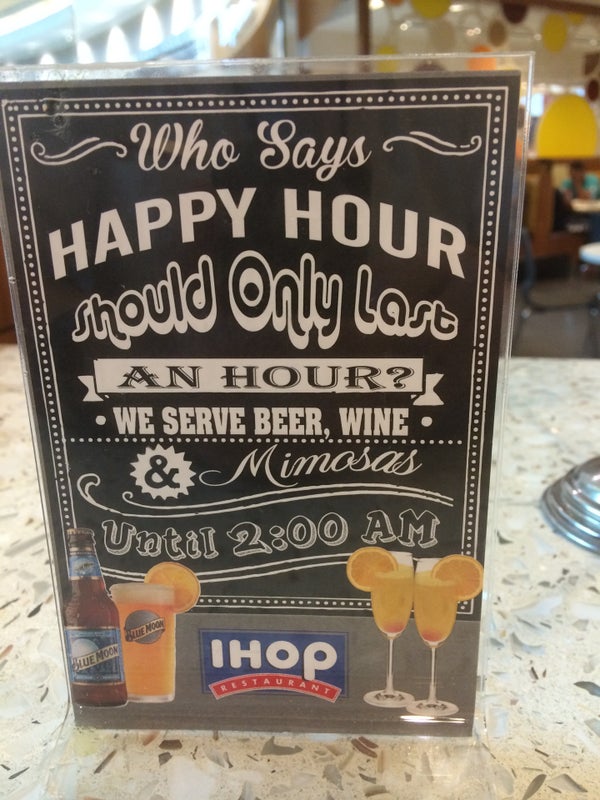 Who Says
HAPPY HOUR
Should Only Last
AN HOUR?
• WE SERVE BEER, WINE •
& Mimosas
Until 2:00 AM
BLUE MOON
BLUE MOON
IHOP
RESTAURANT